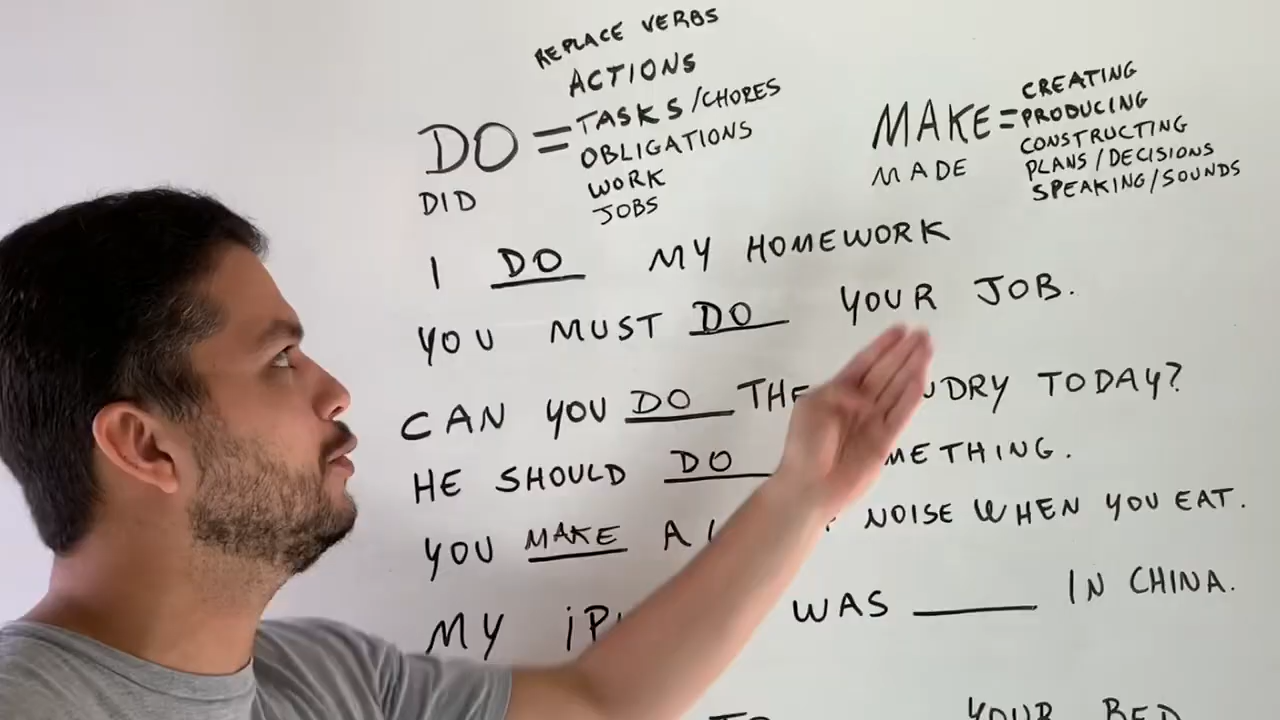 REPLACE VERBS
ACTIONS
DO = TASKS/CHORES
OBLIGATIONS
DID
WORK
JOBS
MAKE = CREATING
PRODUCING
CONSTRUCTING
MADE
PLANS/DECISIONS
SPEAKING/SOUNDS
I DO MY HOMEWORK
YOU MUST DO YOUR JOB.
CAN YOU DO THE TODAY?
HE SHOULD DO
YOU MAKE A NOISE WHEN YOU EAT.
MY WAS ______ IN CHINA.
YOUR BED